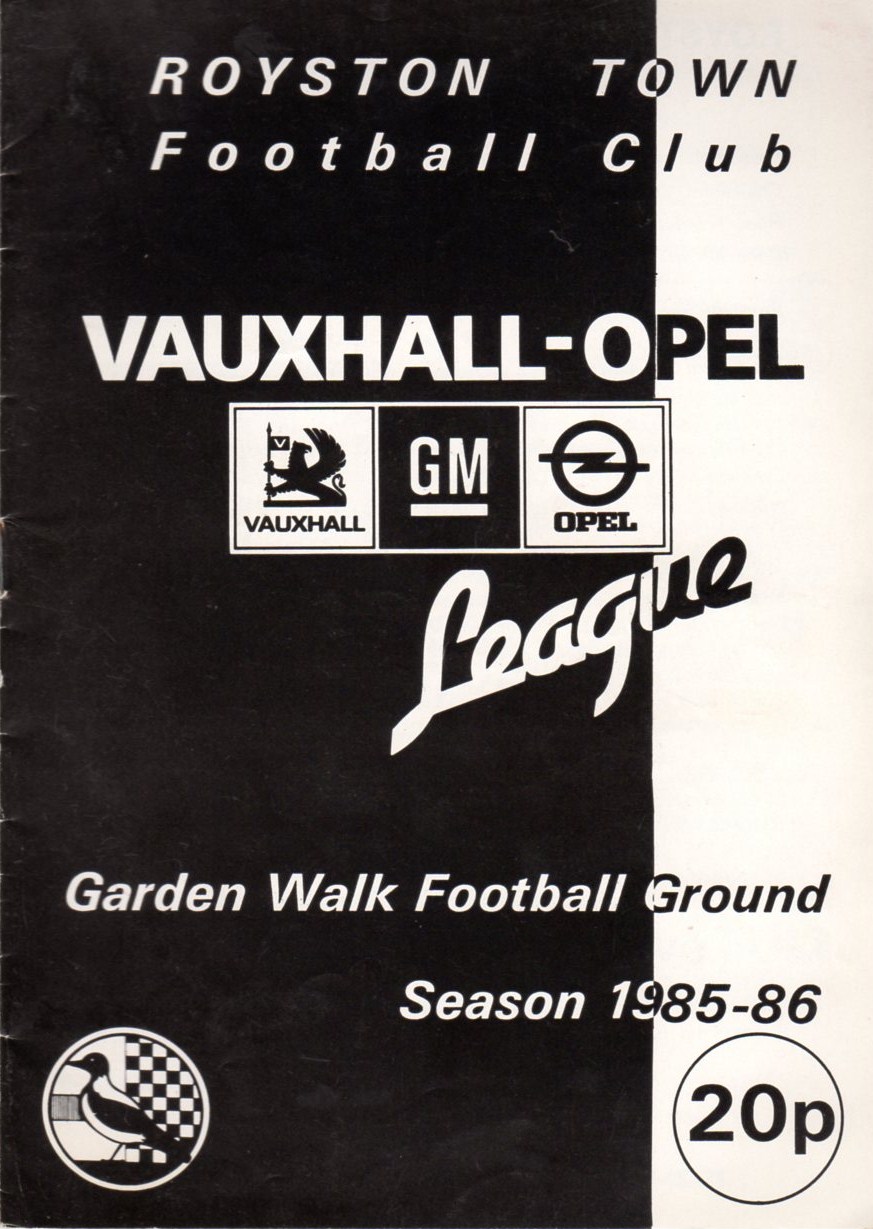 ROYSTON TOWN
Football Club
VAUXHALL-OPEL
V
VAUXHALL
GM
OPEL
League
Garden Walk Football Ground
Season 1985-86
20p